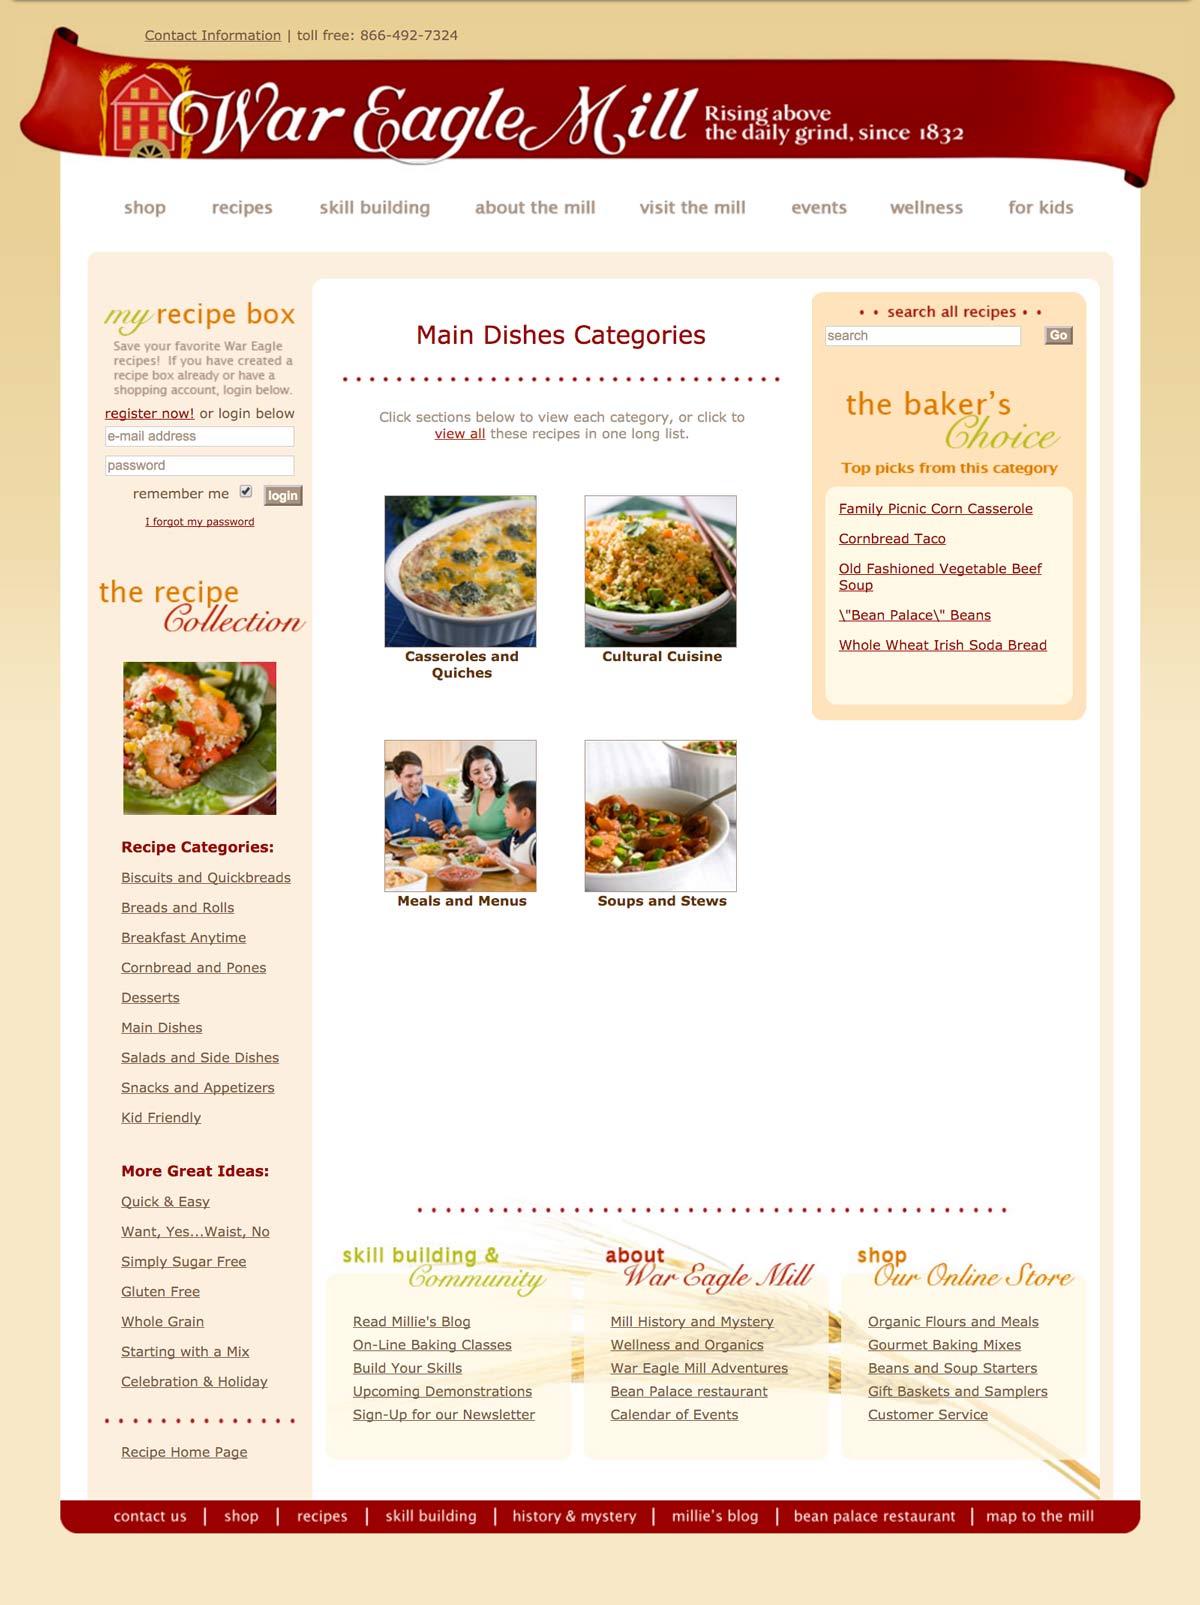 Contact Information | toll free: 866-492-7324
War Eagle Mill
Rising above
the daily grind, since 1832
shop recipes skill building about the mill visit the mill events wellness for kids
my recipe box
Save your favorite War Eagle
recipes! If you have created a
recipe box already or have a
shopping account, login below.
register now! or login below
e-mail address
password
remember me login
I forgot my password
the recipe
Collection
Recipe Categories:
Biscuits and Quickbreads
Breads and Rolls
Breakfast Anytime
Cornbread and Pones
Desserts
Main Dishes
Salads and Side Dishes
Snacks and Appetizers
Kid Friendly
More Great Ideas:
Quick & Easy
Want, Yes...Waist, No
Simply Sugar Free
Gluten Free
Whole Grain
Starting with a Mix
Celebration & Holiday
Recipe Home Page
Main Dishes Categories
Click sections below to view each category, or click to
view all these recipes in one long list.
Casseroles and
Quiches
Cultural Cuisine
Meals and Menus
Soups and Stews
• • search all recipes • •
search Go
the baker's
Choice
Top picks from this category
Family Picnic Corn Casserole
Cornbread Taco
Old Fashioned Vegetable Beef
Soup
\"Bean Palace\" Beans
Whole Wheat Irish Soda Bread
skill building &
Community
Read Millie's Blog
On-Line Baking Classes
Build Your Skills
Upcoming Demonstrations
Sign-Up for our Newsletter
about
War Eagle Mill
Mill History and Mystery
Wellness and Organics
War Eagle Mill Adventures
Bean Palace restaurant
Calendar of Events
shop
Our Online Store
Organic Flours and Meals
Gourmet Baking Mixes
Beans and Soup Starters
Gift Baskets and Samplers
Customer Service
contact us | shop | recipes | skill building | history & mystery | millie's blog | bean palace restaurant | map to the mill